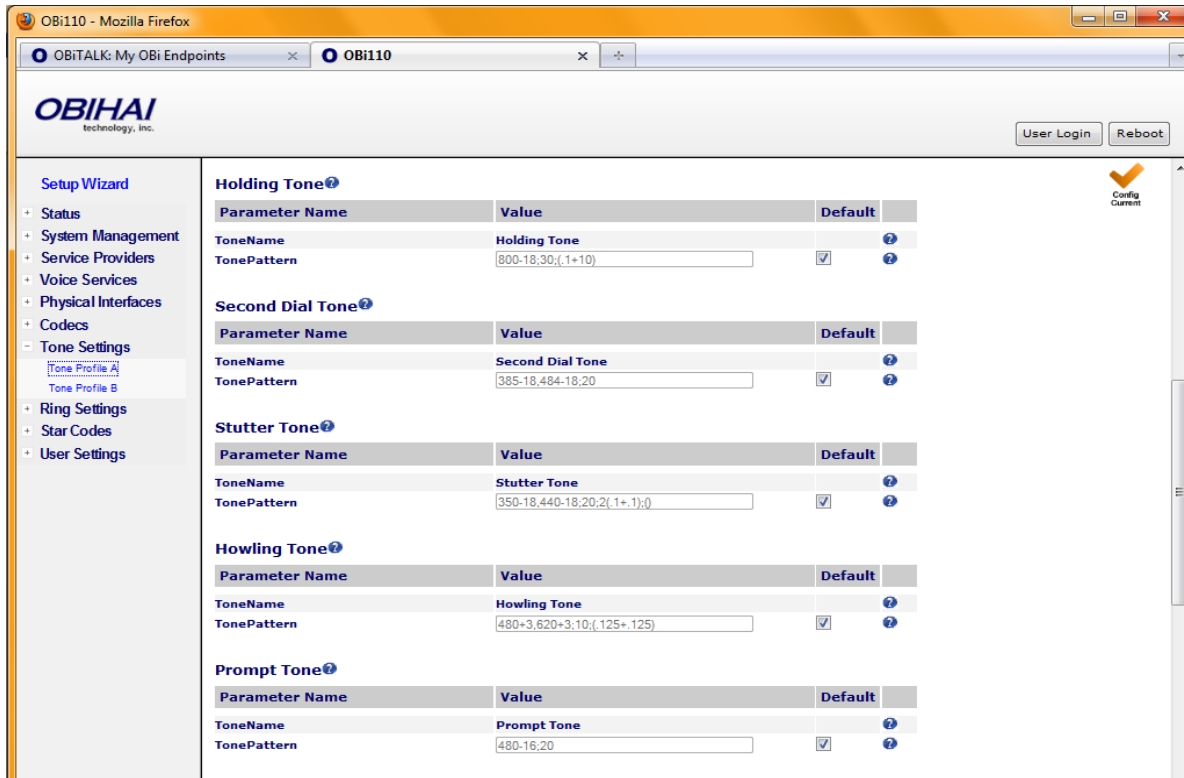 OBi110 - Mozilla Firefox
OBiTALK: My OBi Endpoints
OBi110
OBIHAI
technology, inc.
User Login
Reboot
Setup Wizard
+ Status
+ System Management
+ Service Providers
+ Voice Services
+ Physical Interfaces
+ Codecs
- Tone Settings
Tone Profile A
Tone Profile B
+ Ring Settings
+ Star Codes
+ User Settings
Config
Current
Holding Tone
Parameter Name Value Default
ToneName Holding Tone
TonePattern 800-18;30;(.1+10)
Second Dial Tone
Parameter Name Value Default
ToneName Second Dial Tone
TonePattern 385-18,484-18;20
Stutter Tone
Parameter Name Value Default
ToneName Stutter Tone
TonePattern 350-18,440-18;20;2(.1+.1);()
Howling Tone
Parameter Name Value Default
ToneName Howling Tone
TonePattern 480+3,620+3;10;(.125+.125)
Prompt Tone
Parameter Name Value Default
ToneName Prompt Tone
TonePattern 480-16;20